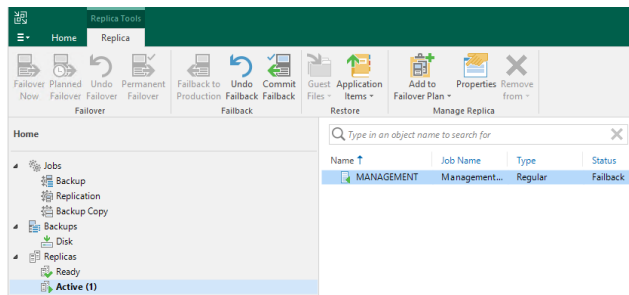 Replica Tools
Home Replica
Failover Planned Undo Permanent Failback to Undo Commit Guest Application Add to Properties Remove
Now Failover Failover Failover Production Failback Failback Files Items Failover Plan from
Failover Failback Restore Manage Replica
Home
Type in an object name to search for
Name Job Name Type Status
MANAGEMENT Management... Regular Failback
Jobs
Backup
Replication
Backup Copy
Backups
Disk
Replicas
Ready
Active (1)